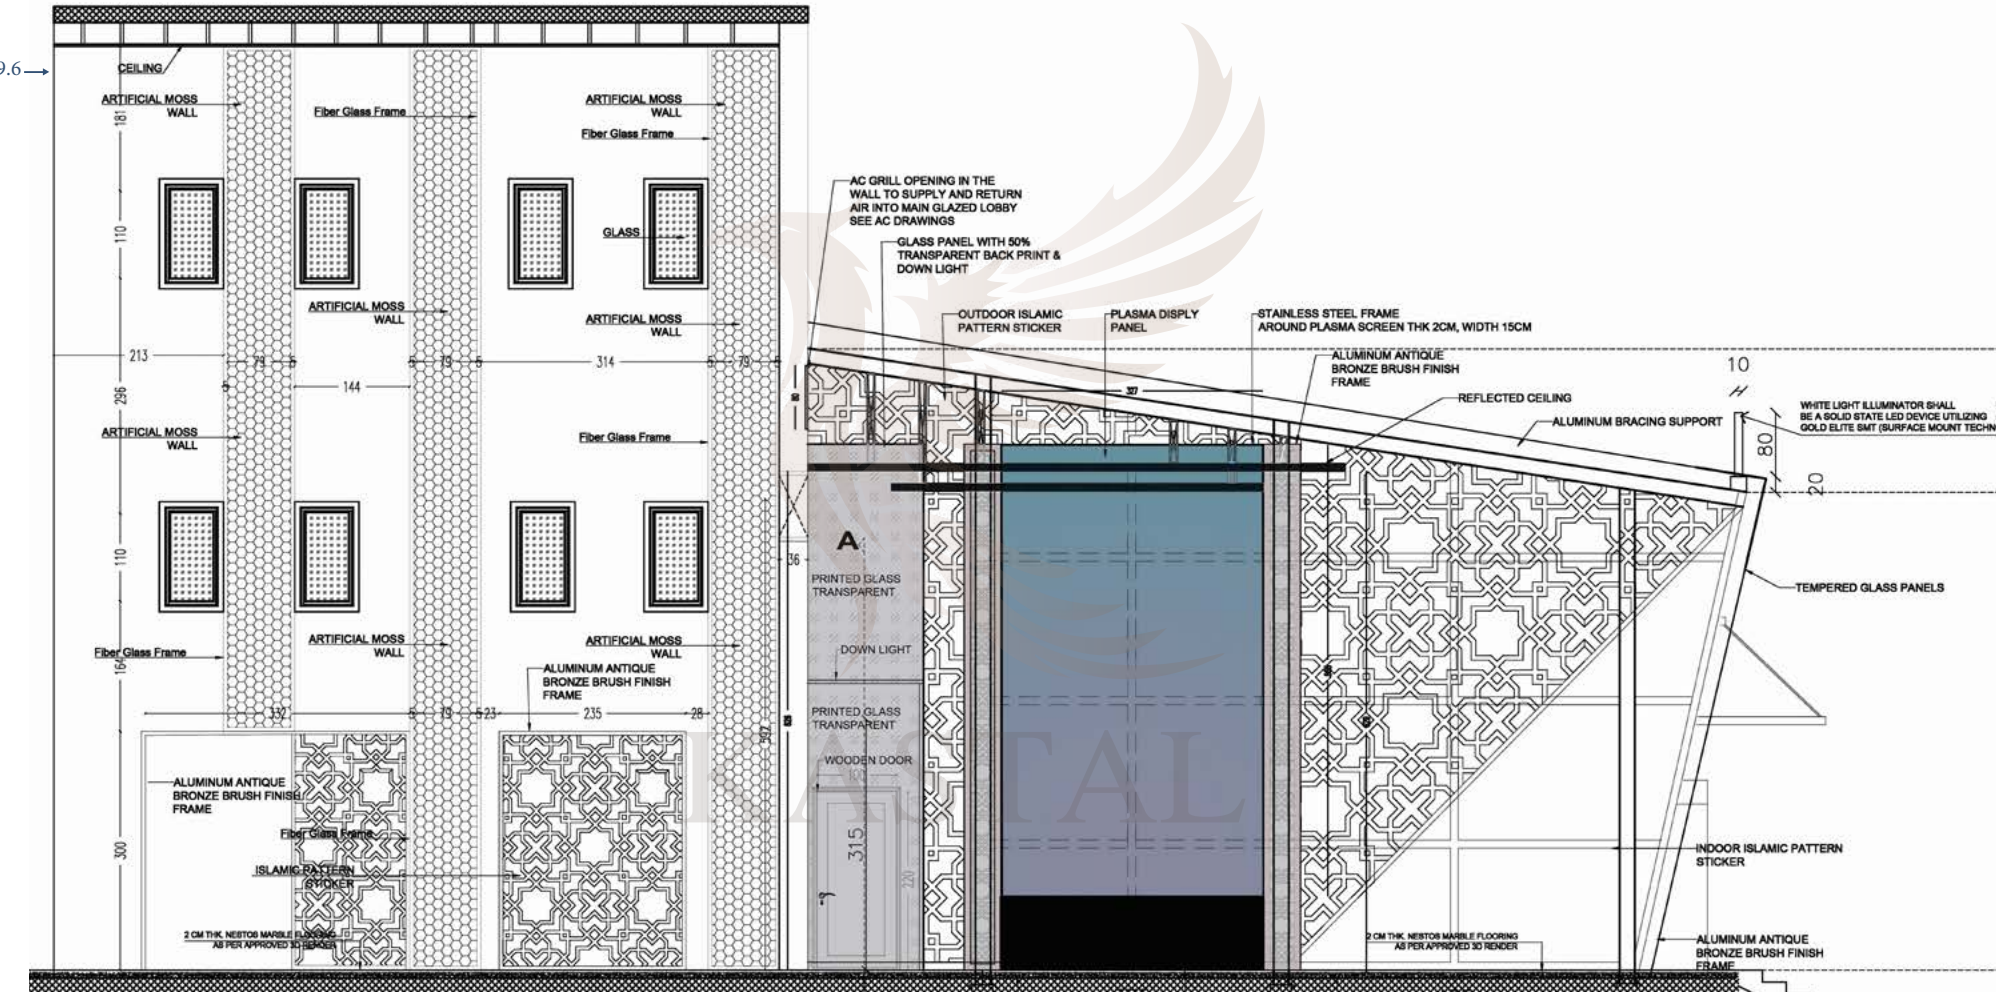 9.6
CEILING
ARTIFICIAL MOSS
WALL
Fiber Glass Frame
ARTIFICIAL MOSS
WALL
Fiber Glass Frame
181
110
GLASS
AC GRILL OPENING IN THE
WALL TO SUPPLY AND RETURN
AIR INTO MAIN GLAZED LOBBY
SEE AC DRAWINGS
GLASS PANEL WITH 50%
TRANSPARENT BACK PRINT &
DOWN LIGHT
ARTIFICIAL MOSS
WALL
ARTIFICIAL MOSS
WALL
OUTDOOR ISLAMIC
PATTERN STICKER
PLASMA DISPLY
PANEL
STAINLESS STEEL FRAME
AROUND PLASMA SCREEN THK 2CM, WIDTH 15CM
ALUMINUM ANTIQUE
BRONZE BRUSH FINISH
FRAME
213
79
5
5
79
5
314
5
79
5
144
296
80
327
REFLECTED CEILING
ALUMINUM BRACING SUPPORT
10
WHITE LIGHT ILLUMINATOR SHALL
BE A SOLID STATE LED DEVICE UTILIZING
GOLD ELITE SMT (SURFACE MOUNT TECHN
80
20
ARTIFICIAL MOSS
WALL
Fiber Glass Frame
110
36
A
PRINTED GLASS
TRANSPARENT
TEMPERED GLASS PANELS
Fiber Glass Frame
164
ARTIFICIAL MOSS
WALL
ARTIFICIAL MOSS
WALL
DOWN LIGHT
ALUMINUM ANTIQUE
BRONZE BRUSH FINISH
FRAME
332
5
79
5
23
235
28
597
PRINTED GLASS
TRANSPARENT
WOODEN DOOR
100
KASTAL
ALUMINUM ANTIQUE
BRONZE BRUSH FINISH
FRAME
Fiber Glass Frame
300
315
220
ISLAMIC PATTERN
STICKER
INDOOR ISLAMIC PATTERN
STICKER
2 CM THK. NESTOS MARBLE FLOORING
AS PER APPROVED 3D RENDER
2 CM THK. NESTOS MARBLE FLOORING
AS PER APPROVED 3D RENDER
ALUMINUM ANTIQUE
BRONZE BRUSH FINISH
FRAME